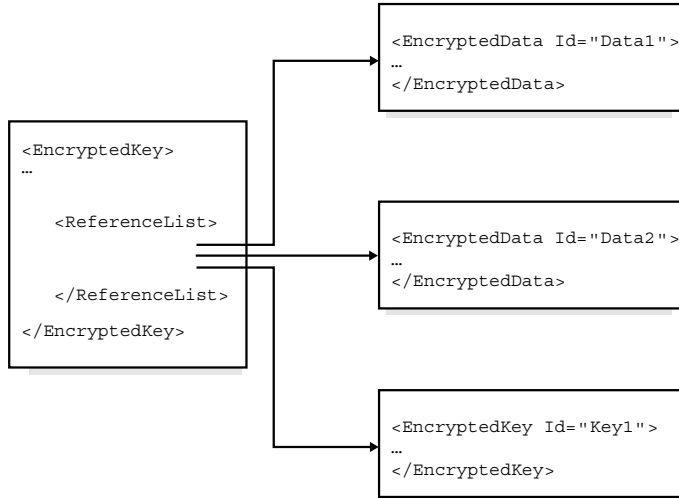 <EncryptedKey>
…
<ReferenceList>
</ReferenceList>
</EncryptedKey>
<EncryptedData Id="Data1">
…
</EncryptedData>
<EncryptedData Id="Data2">
…
</EncryptedData>
<EncryptedKey Id="Key1">
…
</EncryptedKey>